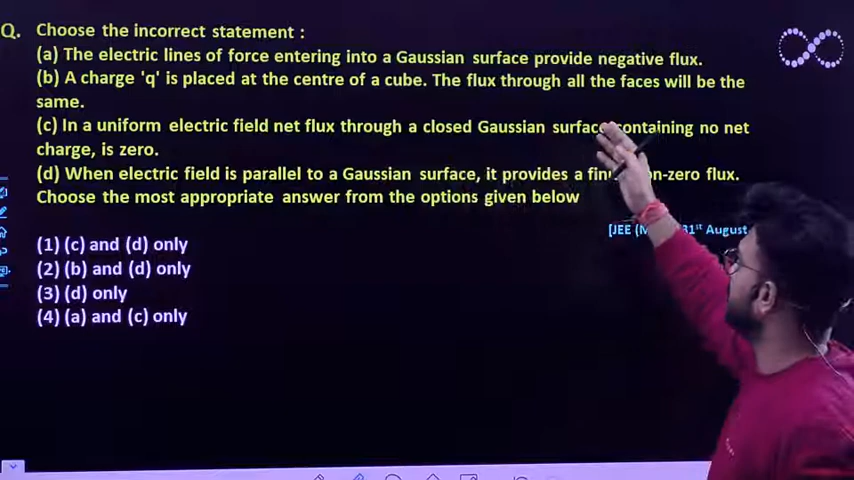 Q. Choose the incorrect statement :
(a) The electric lines of force entering into a Gaussian surface provide negative flux.
(b) A charge 'q' is placed at the centre of a cube. The flux through all the faces will be the
same.
(c) In a uniform electric field net flux through a closed Gaussian surface containing no net
charge, is zero.
(d) When electric field is parallel to a Gaussian surface, it provides a non-zero flux.
Choose the most appropriate answer from the options given below
[JEE 31st August
(1) (c) and (d) only
(2) (b) and (d) only
(3) (d) only
(4) (a) and (c) only